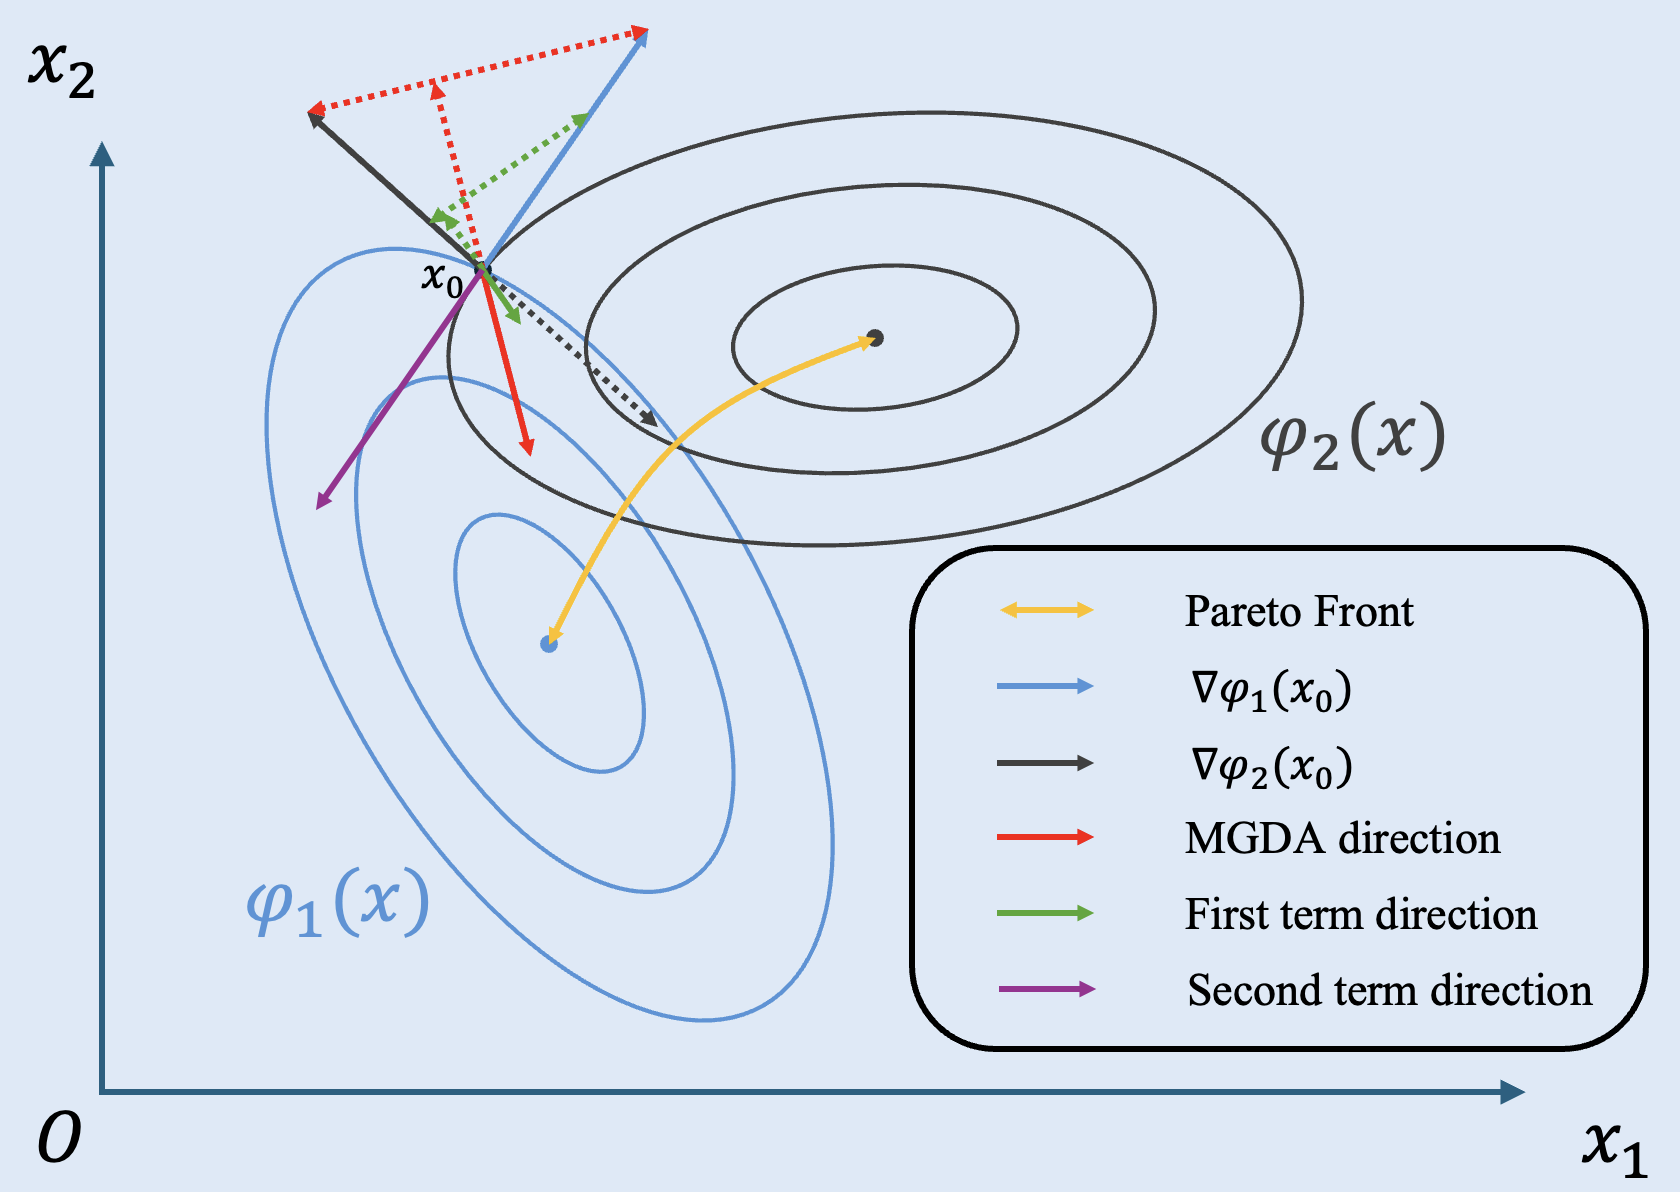 x₂
x₀
φ₂(x)
Pareto Front
∇φ₁(x₀)
∇φ₂(x₀)
MGDA direction
φ₁(x)
First term direction
Second term direction
O
x₁